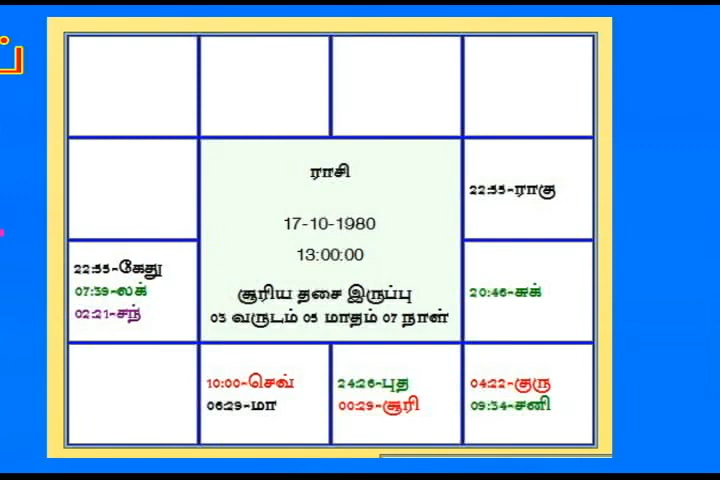 ப்
ராசி
17-10-1980
13:00:00
சூரிய தசை இருப்பு
03 வருடம் 05 மாதம் 07 நாள்
22:55-ராகு
22:55-கேது
07:39-லக்
02:21-சந்
20:46-சுக்
10:00-செவ்
06:29-மா
24:26-புத
00:29-சூரி
04:22-குரு
09:34-சனி